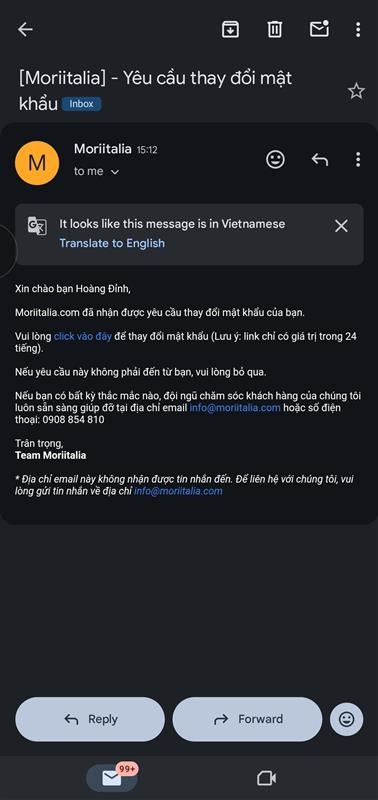 [Moriitalia] - Yêu cầu thay đổi mật
khẩu Inbox
M
Moriitalia 15:12
to me
It looks like this message is in Vietnamese
Translate to English
Xin chào bạn Hoàng Đỉnh,
Moriitalia.com đã nhận được yêu cầu thay đổi mật khẩu của bạn.
Vui lòng click vào đây để thay đổi mật khẩu (Lưu ý: link chỉ có giá trị trong 24
tiếng).
Nếu yêu cầu này không phải đến từ bạn, vui lòng bỏ qua.
Nếu bạn có bất kỳ thắc mắc nào, đội ngũ chăm sóc khách hàng của chúng tôi
luôn sẵn sàng giúp đỡ tại địa chỉ email info@moriitalia.com hoặc số điện
thoại: 0908 854 810
Trân trọng,
Team Moriitalia
* Địa chỉ email này không nhận được tin nhắn đến. Để liên hệ với chúng tôi, vui
lòng gửi tin nhắn về địa chỉ info@moriitalia.com
Reply
Forward
99+